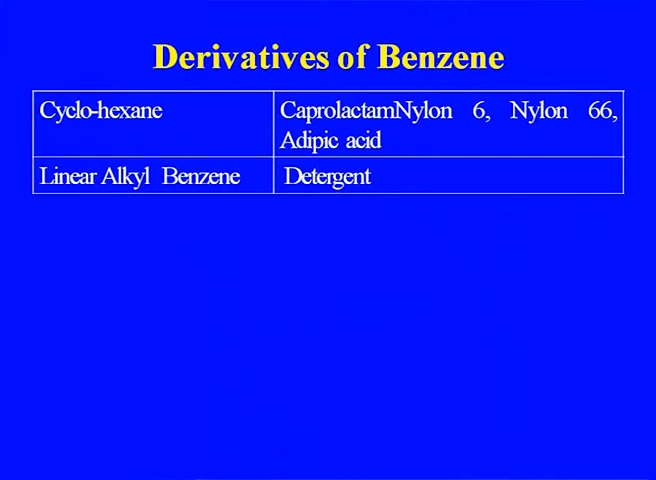 Derivatives of Benzene
Cyclo-hexane
CaprolactamNylon 6, Nylon 66,
Adipic acid
Linear Alkyl Benzene
Detergent